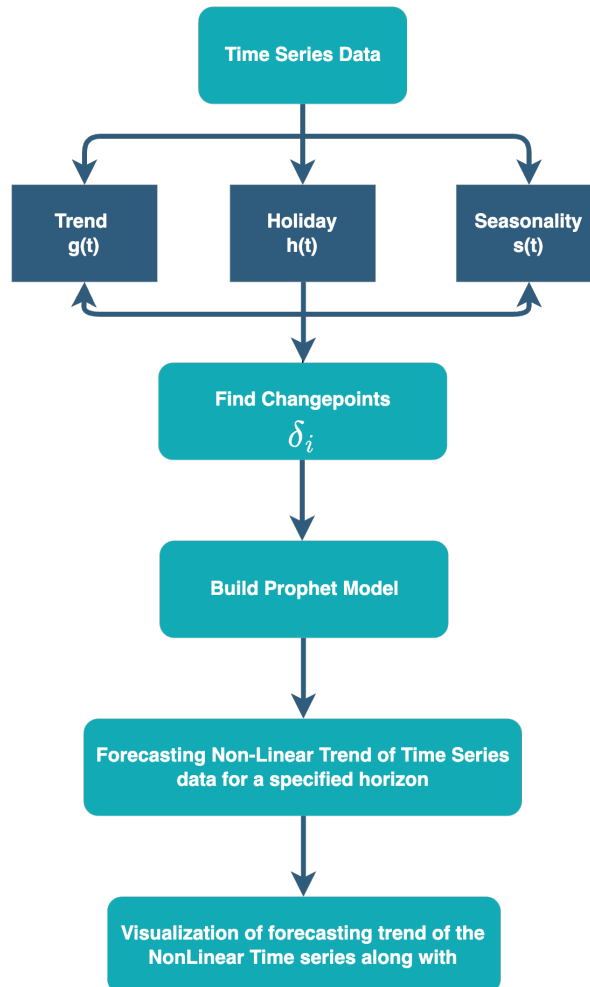 Time Series Data
Trend
g(t)
Holiday
h(t)
Seasonality
s(t)
Find Changepoints
δᵢ
Build Prophet Model
Forecasting Non-Linear Trend of Time Series
data for a specified horizon
Visualization of forecasting trend of the
NonLinear Time series along with